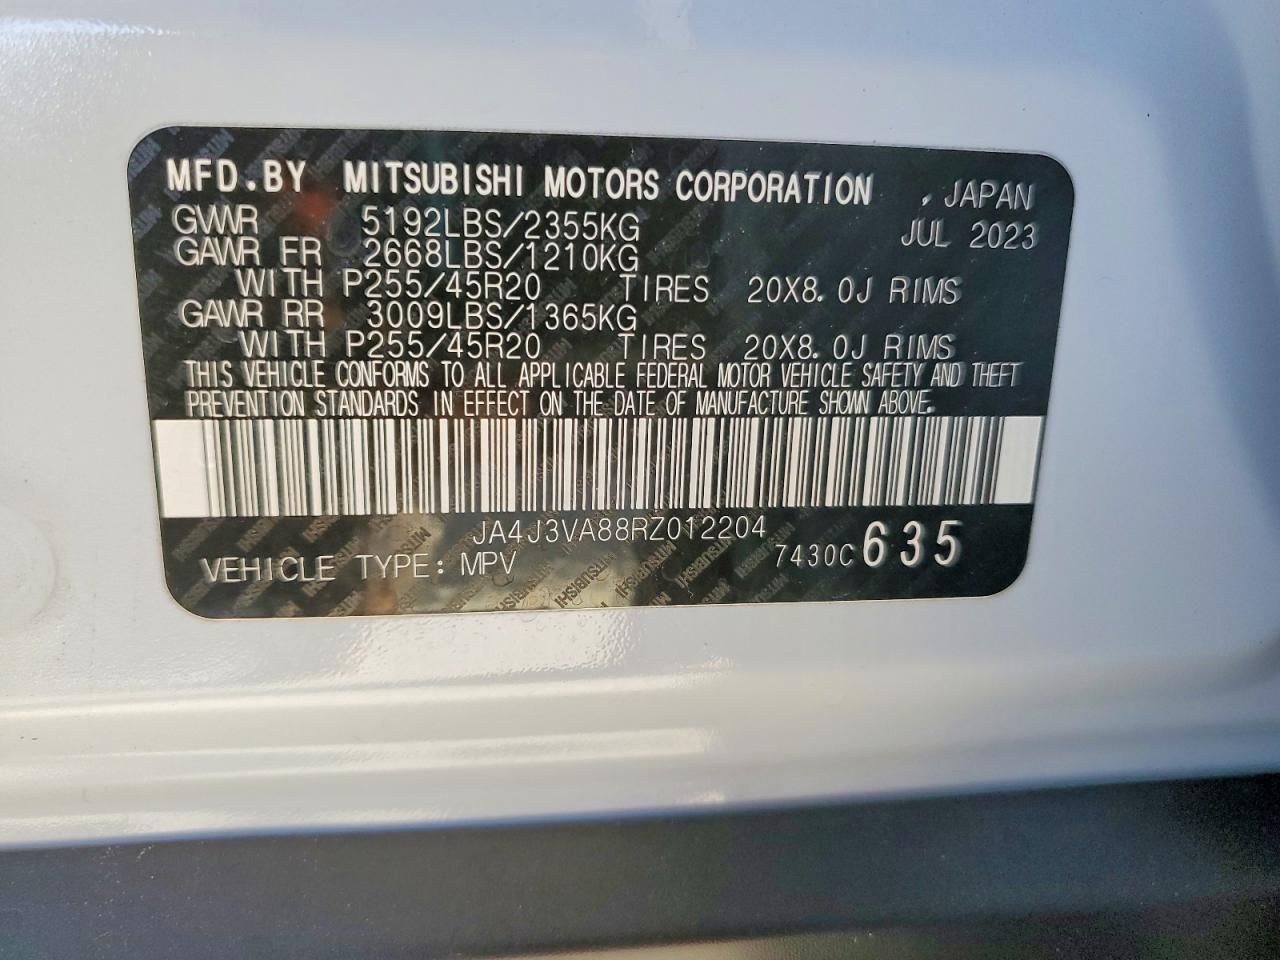 MFD.BY MITSUBISHI MOTORS CORPORATION , JAPAN
GVWR 5192LBS/2355KG JUL 2023
GAWR FR 2668LBS/1210KG
WITH P255/45R20 TIRES 20X8.0J RIMS
GAWR RR 3009LBS/1365KG
WITH P255/45R20 TIRES 20X8.0J RIMS
THIS VEHICLE CONFORMS TO ALL APPLICABLE FEDERAL MOTOR VEHICLE SAFETY AND THEFT
PREVENTION STANDARDS IN EFFECT ON THE DATE OF MANUFACTURE SHOWN ABOVE.
JA4J3VA88RZ012204
VEHICLE TYPE: MPV 7430C 635